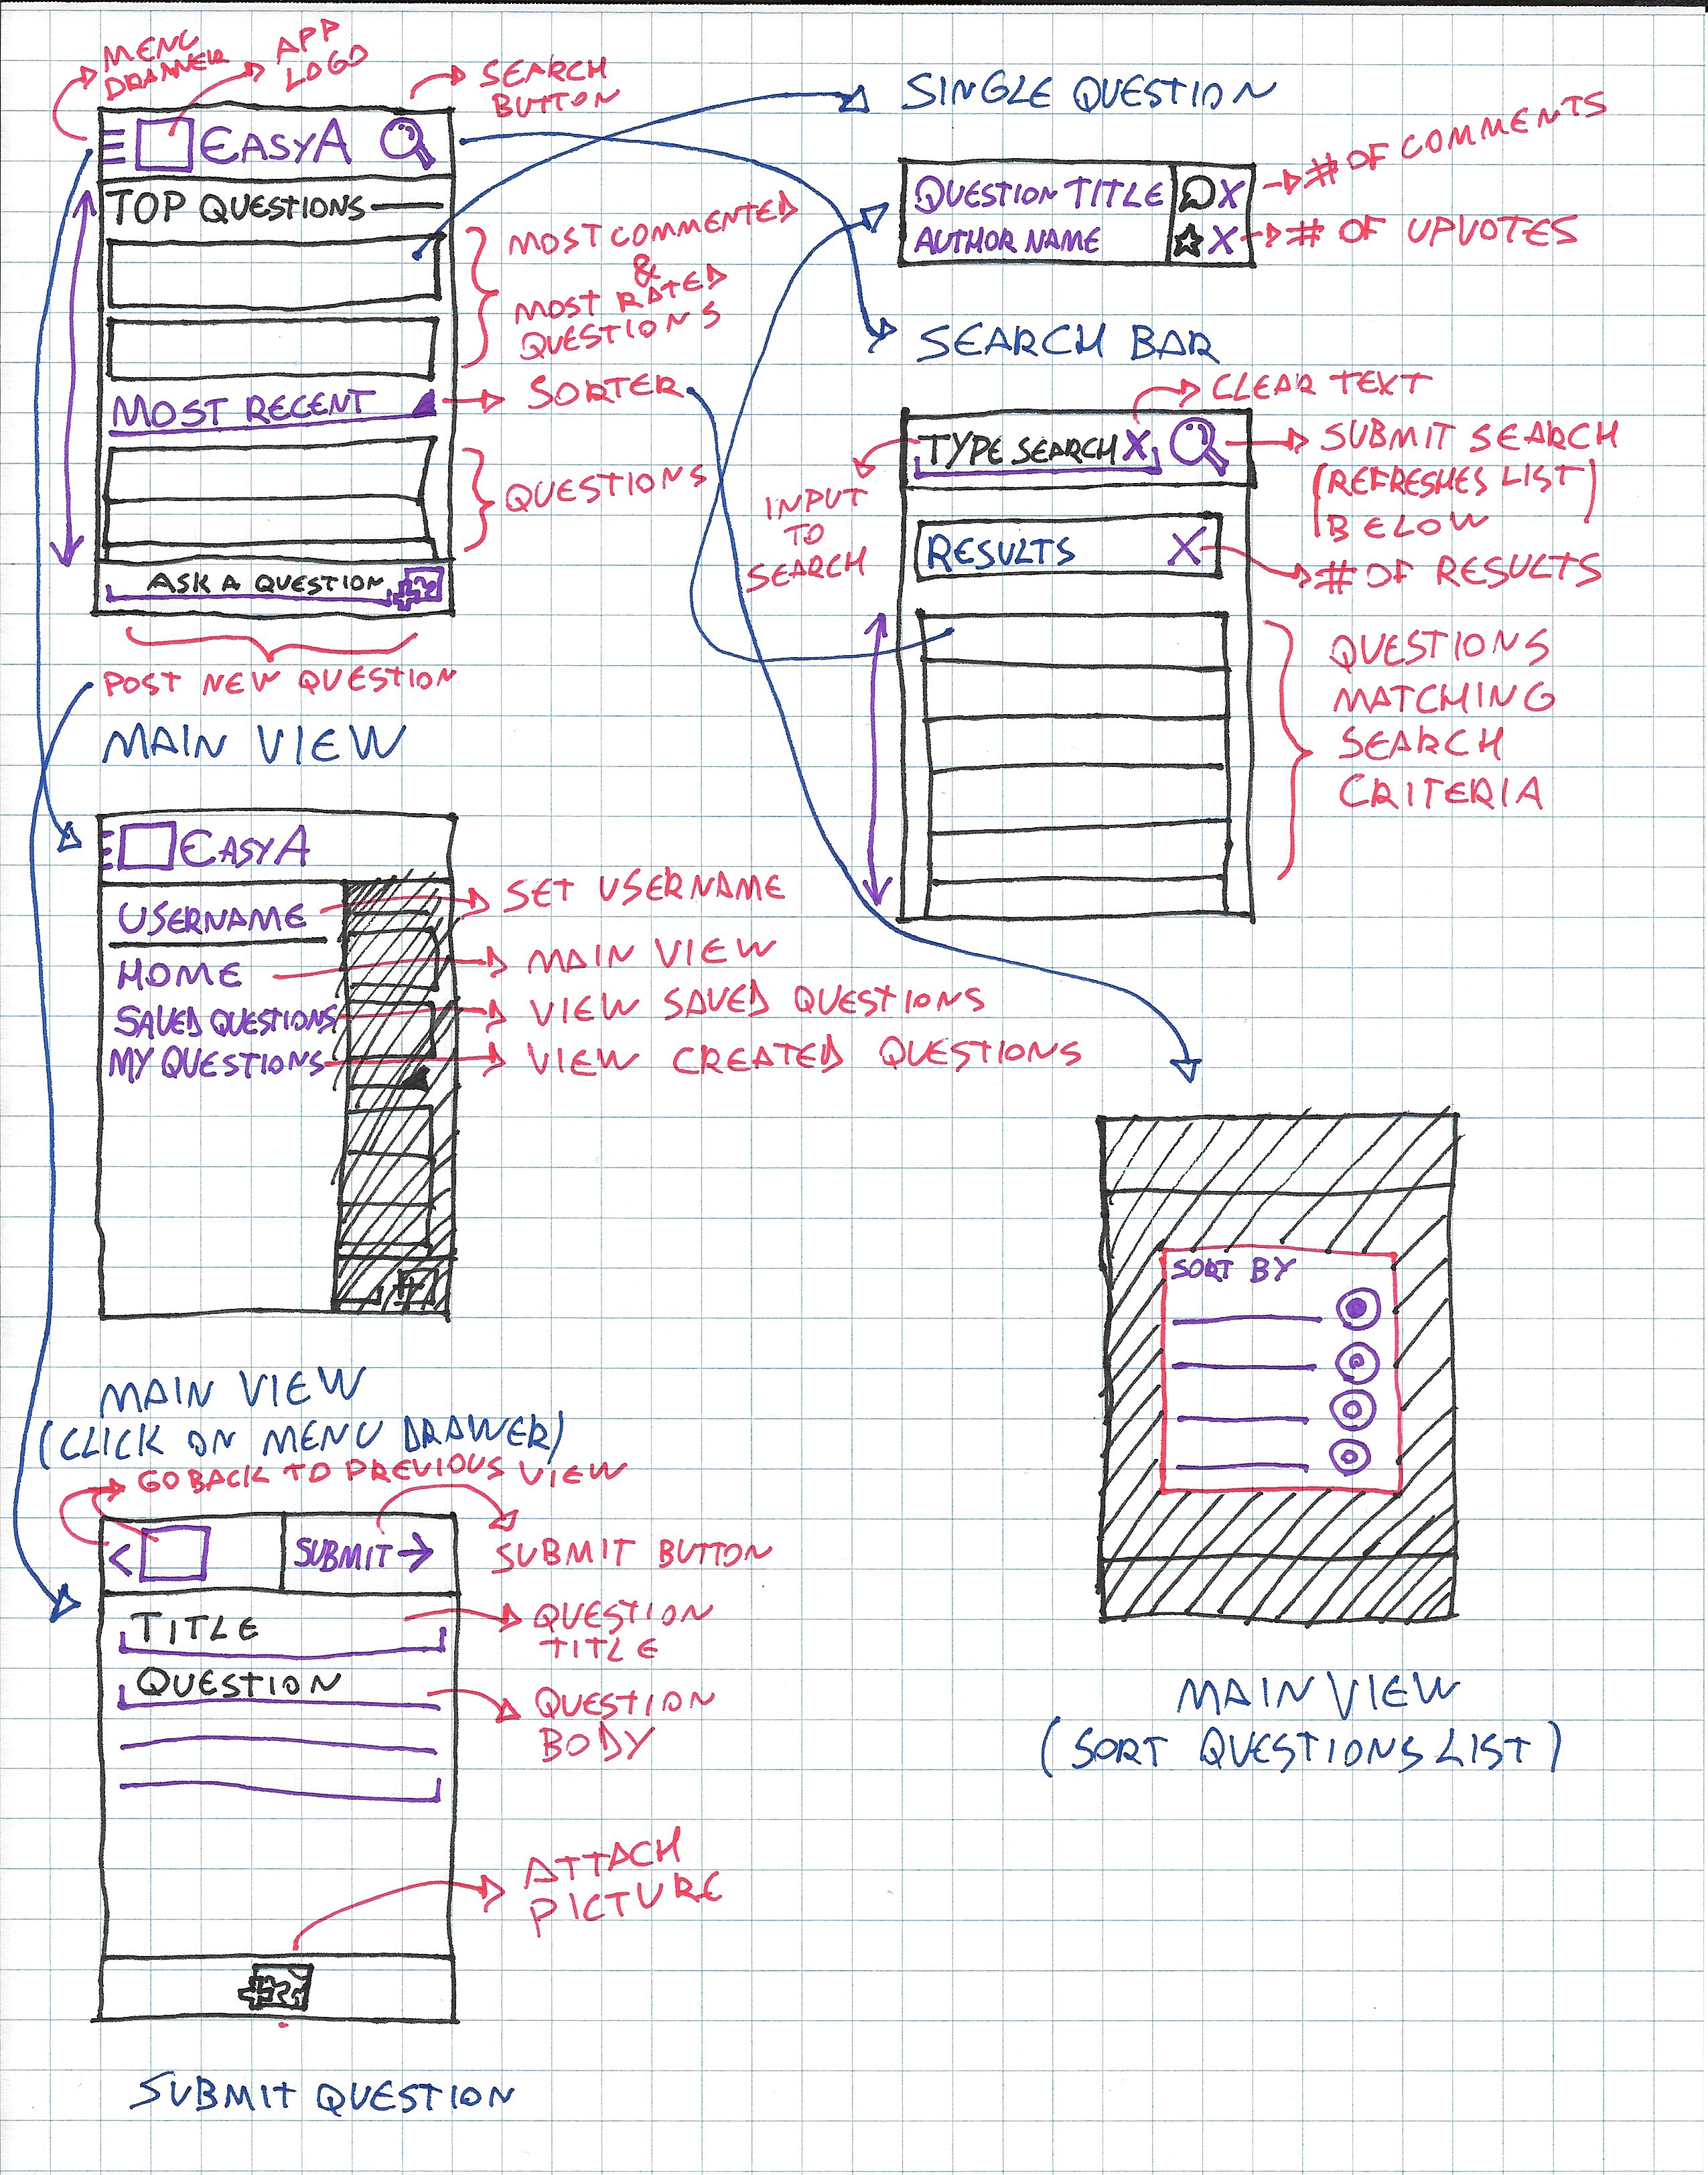 MENU
DRAWER
APP
LOGO
SEARCH
BUTTON
EASYA
TOP QUESTIONS
MOST COMMENTED
&
MOST RATED
QUESTIONS
MOST RECENT
SORTER
QUESTIONS
ASK A QUESTION
POST NEW QUESTION
MAIN VIEW
SINGLE QUESTION
QUESTION TITLE X
# OF COMMENTS
AUTHOR NAME X
# OF UPVOTES
SEARCH BAR
CLEAR TEXT
TYPE SEARCH X
SUBMIT SEARCH
(REFRESHES LIST)
BELOW
INPUT
TO
SEARCH
RESULTS X
# OF RESULTS
QUESTIONS
MATCHING
SEARCH
CRITERIA
EASYA
USERNAME
SET USERNAME
HOME
MAIN VIEW
SAVED QUESTIONS
VIEW SAVED QUESTIONS
MY QUESTIONS
VIEW CREATED QUESTIONS
MAIN VIEW
(CLICK ON MENU DRAWER)
SORT BY
MAIN VIEW
(SORT QUESTIONS LIST)
GO BACK TO PREVIOUS VIEW
<
SUBMIT →
SUBMIT BUTTON
TITLE
QUESTION
TITLE
QUESTION
QUESTION
BODY
ATTACH
PICTURE
SUBMIT QUESTION